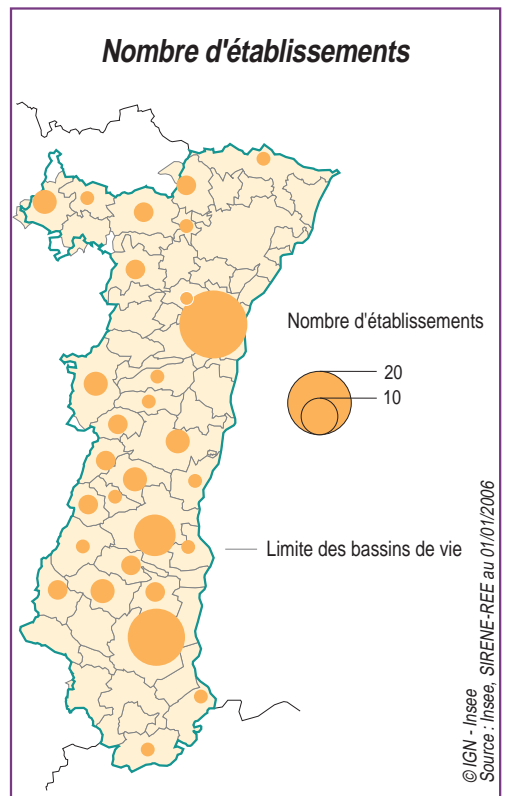 Nombre d'établissements
Nombre d'établissements
20
10
Limite des bassins de vie
© IGN - Insee
Source : Insee, SIRENE-REE au 01/01/2006